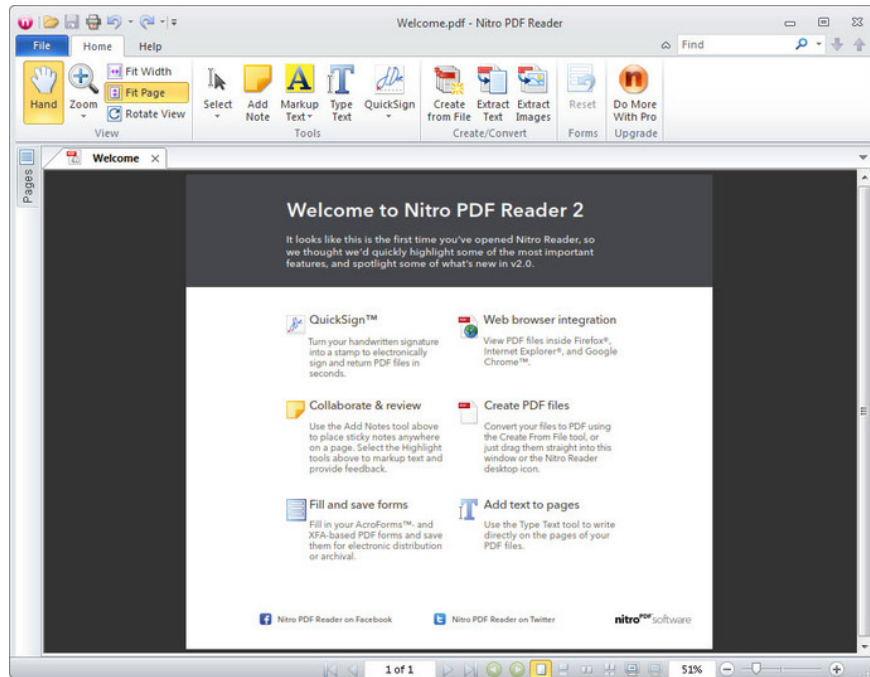 Welcome.pdf - Nitro PDF Reader
File Home Help Find
Hand
Zoom
Fit Width
Fit Page
Rotate View
View
Select
Add
Note
Markup
Text
Type
Text
QuickSign
Tools
Create
from File
Extract
Text
Extract
Images
Create/Convert
Reset
Forms
Do More
With Pro
Upgrade
Pages
Welcome
Welcome to Nitro PDF Reader 2
It looks like this is the first time you've opened Nitro Reader, so
we thought we'd quickly highlight some of the most important
features, and spotlight some of what's new in v2.0.
QuickSign™
Turn your handwritten signature
into a stamp to electronically
sign and return PDF files in
seconds.
Web browser integration
View PDF files inside Firefox®,
Internet Explorer®, and Google
Chrome™.
Collaborate & review
Use the Add Notes tool above
to place sticky notes anywhere
on a page. Select the Highlight
tools above to markup text and
provide feedback.
Create PDF files
Convert your files to PDF using
the Create From File tool, or
just drag them straight into this
window or the Nitro Reader
desktop icon.
Fill and save forms
Fill in your AcroForms™- and
XFA-based PDF forms and save
them for electronic distribution
or archival.
Add text to pages
Use the Type Text tool to write
directly on the pages of your
PDF files.
Nitro PDF Reader on Facebook
Nitro PDF Reader on Twitter
nitroPDF software
1 of 1
51%